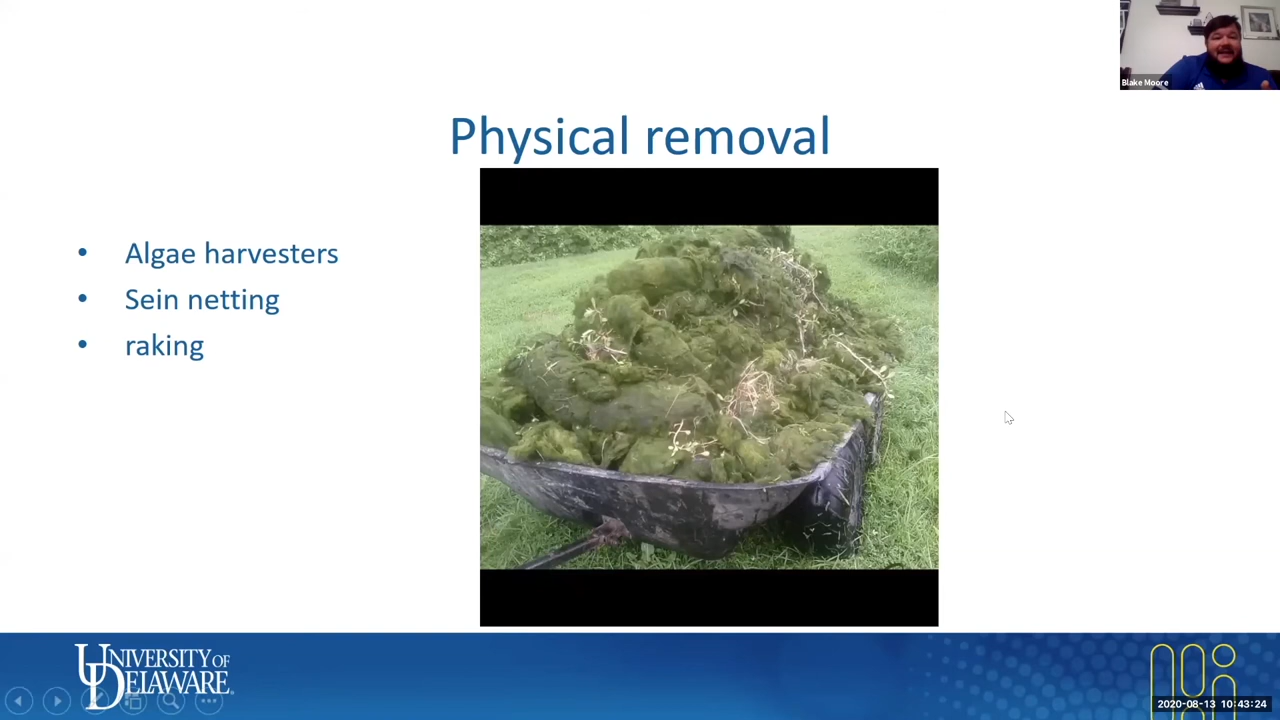 Blake Moore
Physical removal
• Algae harvesters
• Sein netting
• raking
UNIVERSITY OF
DELAWARE
2020-08-13 10:43:24